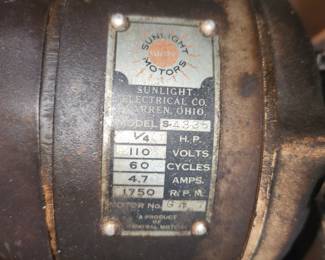 SUNLIGHT
MOTORS
SUNLIGHT
ELECTRICAL CO.
WARREN, OHIO.
MODEL S-4335
1/4 H.P.
110 VOLTS
60 CYCLES
4.7 AMPS.
1750 R.P.M.
MOTOR NO.
A PRODUCT
OF
GENERAL MOTORS